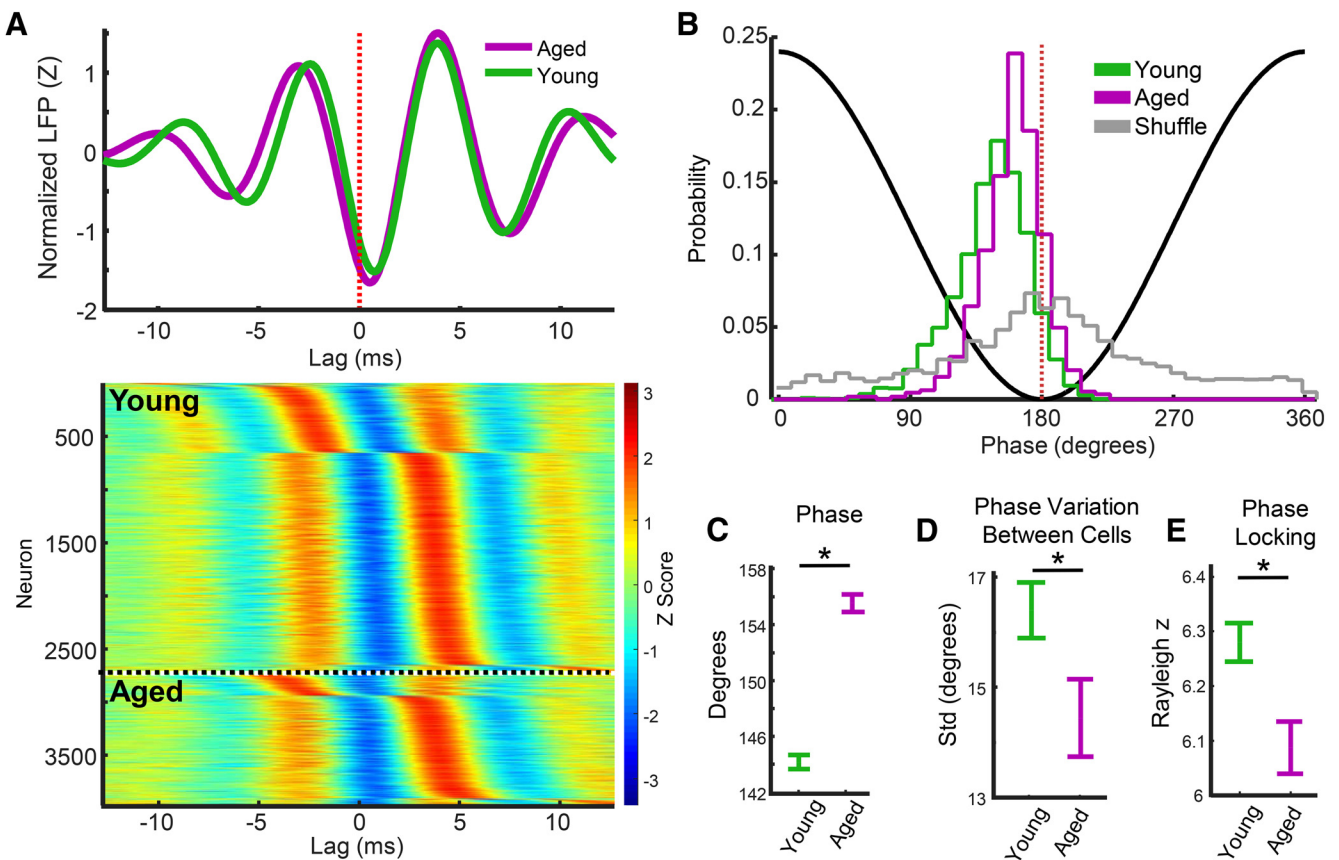 A
Normalized LFP (Z)
1
0
-1
-2
Aged
Young
-10
-5
0
5
10
Lag (ms)
Young
Aged
Neuron
500
1500
2500
3500
-10
-5
0
5
10
Lag (ms)
3
2
1
0
-1
-2
-3
Z Score
B
Probability
0.25
0.2
0.15
0.1
0.05
0
Young
Aged
Shuffle
0
90
180
270
360
Phase (degrees)
C
Phase
*
Degrees
158
154
150
146
142
Young
Aged
D
Phase Variation
Between Cells
*
Std (degrees)
17
15
13
Young
Aged
E
Phase
Locking
*
Rayleigh z
6.4
6.3
6.2
6.1
6
Young
Aged